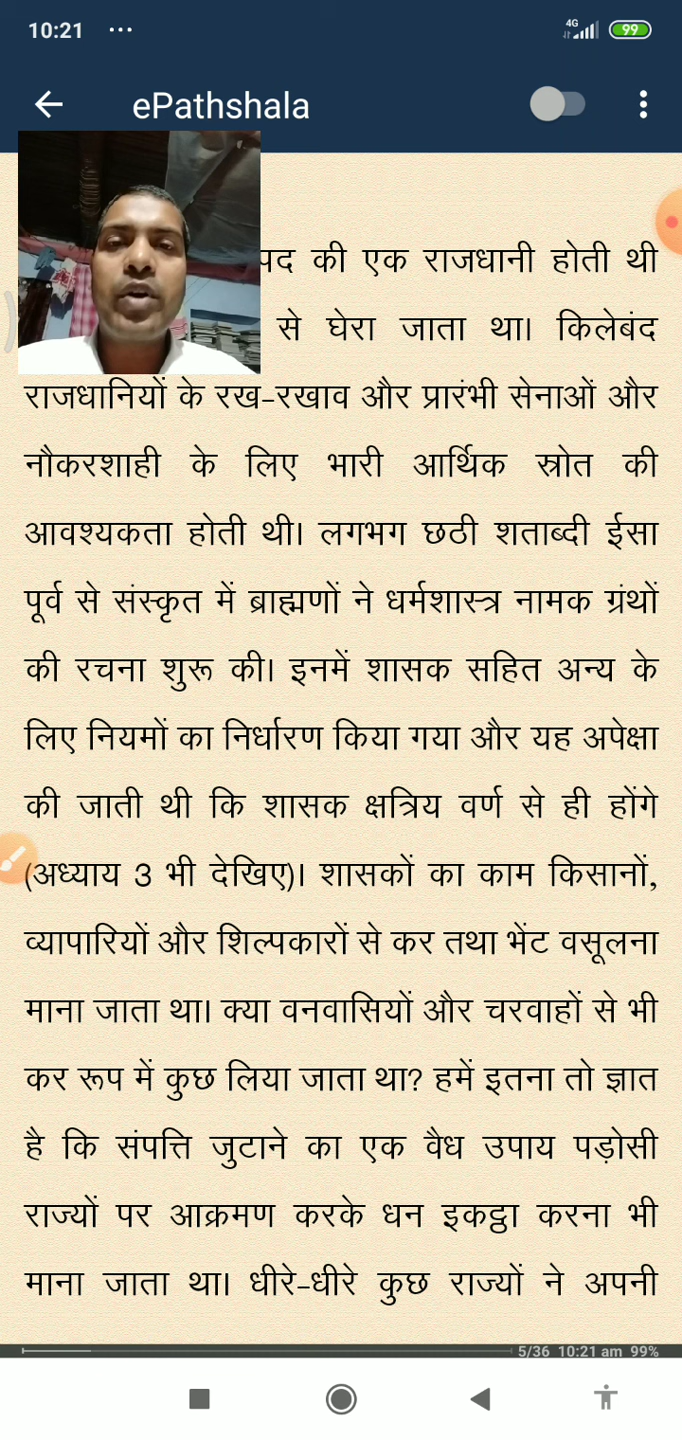 10:21 ... 4G 99
ePathshala
की एक राजधानी होती थी
से घेरा जाता था। किलेबंद
राजधानियों के रख-रखाव और प्रारंभी सेनाओं और
नौकरशाही के लिए भारी आर्थिक स्रोत की
आवश्यकता होती थी। लगभग छठी शताब्दी ईसा
पूर्व से संस्कृत में ब्राह्मणों ने धर्मशास्त्र नामक ग्रंथों
की रचना शुरू की। इनमें शासक सहित अन्य के
लिए नियमों का निर्धारण किया गया और यह अपेक्षा
की जाती थी कि शासक क्षत्रिय वर्ण से ही होंगे
(अध्याय 3 भी देखिए)। शासकों का काम किसानों,
व्यापारियों और शिल्पकारों से कर तथा भेंट वसूलना
माना जाता था। क्या वनवासियों और चरवाहों से भी
कर रूप में कुछ लिया जाता था? हमें इतना तो ज्ञात
है कि संपत्ति जुटाने का एक वैध उपाय पड़ोसी
राज्यों पर आक्रमण करके धन इकट्ठा करना भी
माना जाता था। धीरे-धीरे कुछ राज्यों ने अपनी
5/36 10:21 am 99%